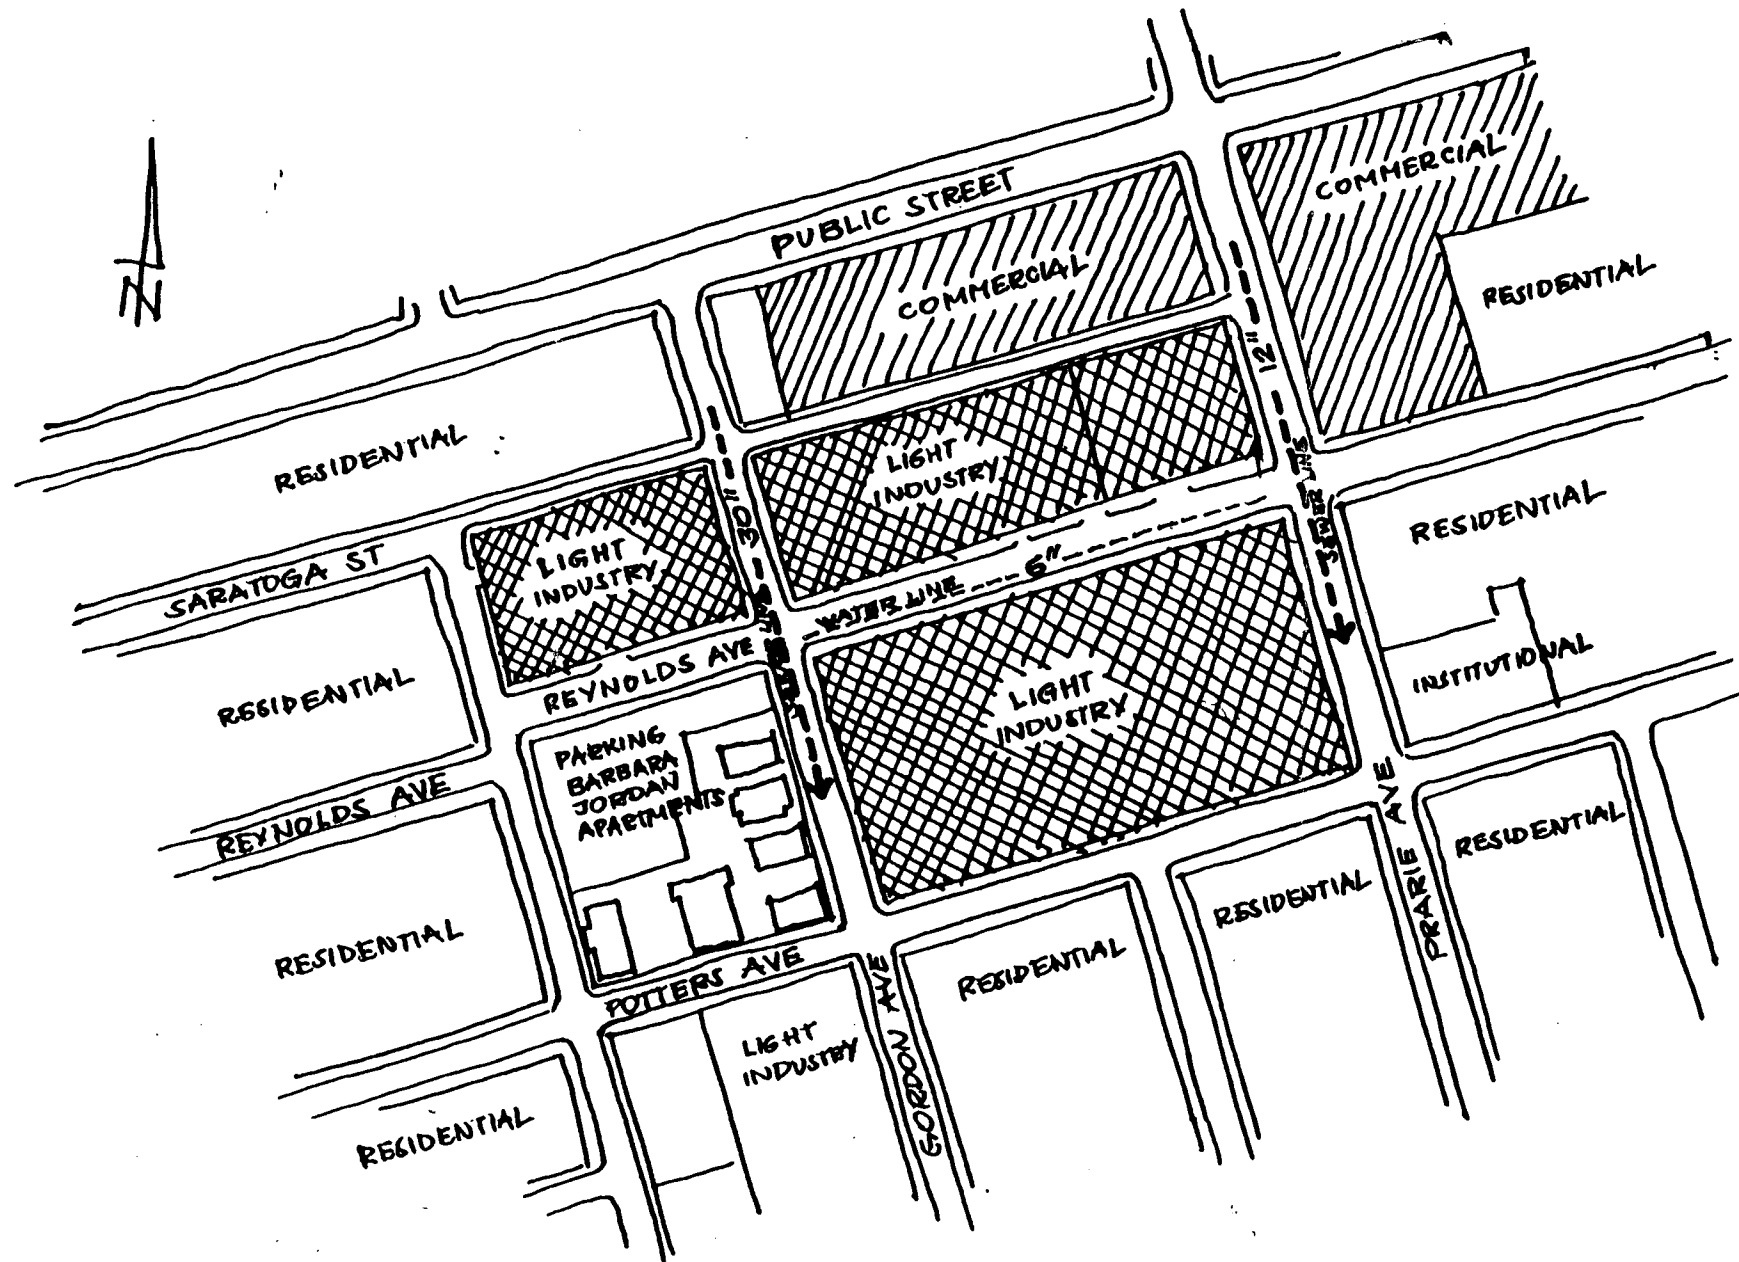 N
PUBLIC STREET
COMMERCIAL
COMMERCIAL
RESIDENTIAL
12"
RESIDENTIAL
LIGHT
INDUSTRY
30"
SARATOGA ST
LIGHT
INDUSTRY
RESIDENTIAL
WATER LINE
6"
SEWER
RESIDENTIAL
REYNOLDS AVE
LIGHT
INDUSTRY
INSTITUTIONAL
PARKING
BARBARA
JORDAN
APARTMENTS
REYNOLDS AVE
PRARIE AVE
RESIDENTIAL
RESIDENTIAL
RESIDENTIAL
RESIDENTIAL
POTTERS AVE
GORDON AVE
LIGHT
INDUSTRY
RESIDENTIAL